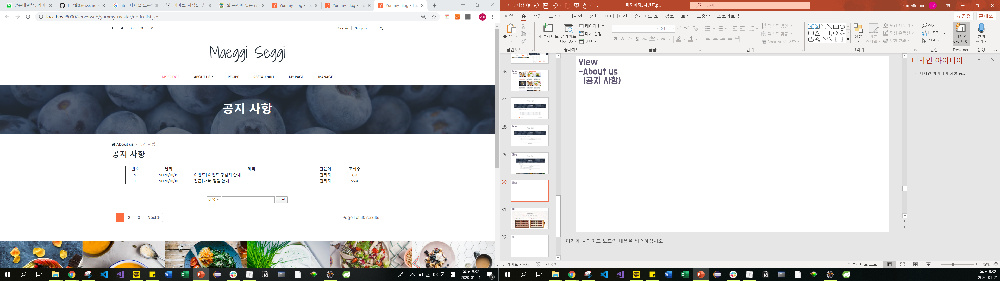 받은메일함 : 네이
TIL/웹03(css).md a
html 테이블 오른
미미르, 지식을 찾
웹 문서에 있는 &
Yummy Blog - Fo
Yummy Blog - Fo
Yummy Blog - Fo
localhost:8090/serverweb/yummy-master/noticelist.jsp
민정
Sing in | Sing up
Maeggi Seggi
MY FRIDGE ABOUT US RECIPE RESTAURANT MY PAGE MANAGE
공지 사항
About us > 공지 사항
공지 사항
번호 날짜 제목 글쓴이 조회수
2 2020/01/15 [이벤트] 이벤트 당첨자 안내 관리자 89
1 2020/01/10 [긴급] 서버 점검 안내 관리자 224
제목 ▼ 검색
1 2 3 Next » Page 1 of 60 results
오후 9:32
2020-01-21
자동 저장 끔 매끼세끼2차발표.p... 검색 Kim Minjung KM
파일 홈 삽입 그리기 디자인 전환 애니메이션 슬라이드 쇼 검토 보기 도움말 스토리보딩 공유 메모
붙여넣기
새 슬라이드
슬라이드 다시 사용
레이아웃
다시 설정
구역
24
텍스트 방향
텍스트 맞춤
SmartArt로 변환
정렬
빠른 스타일
도형 채우기
도형 윤곽선
도형 효과
찾기
바꾸기
선택
디자인 아이디어
받아쓰기
클립보드 슬라이드 글꼴 단락 그리기 편집 Designer 음성
26
27
28
29
30
31
32
View
-About us
(공지 사항)
디자인 아이디어
디자인 아이디어 생성 중...
여기에 슬라이드 노트의 내용을 입력하십시오
슬라이드 30/35 한국어 슬라이드 노트 75%
오후 9:32
2020-01-21